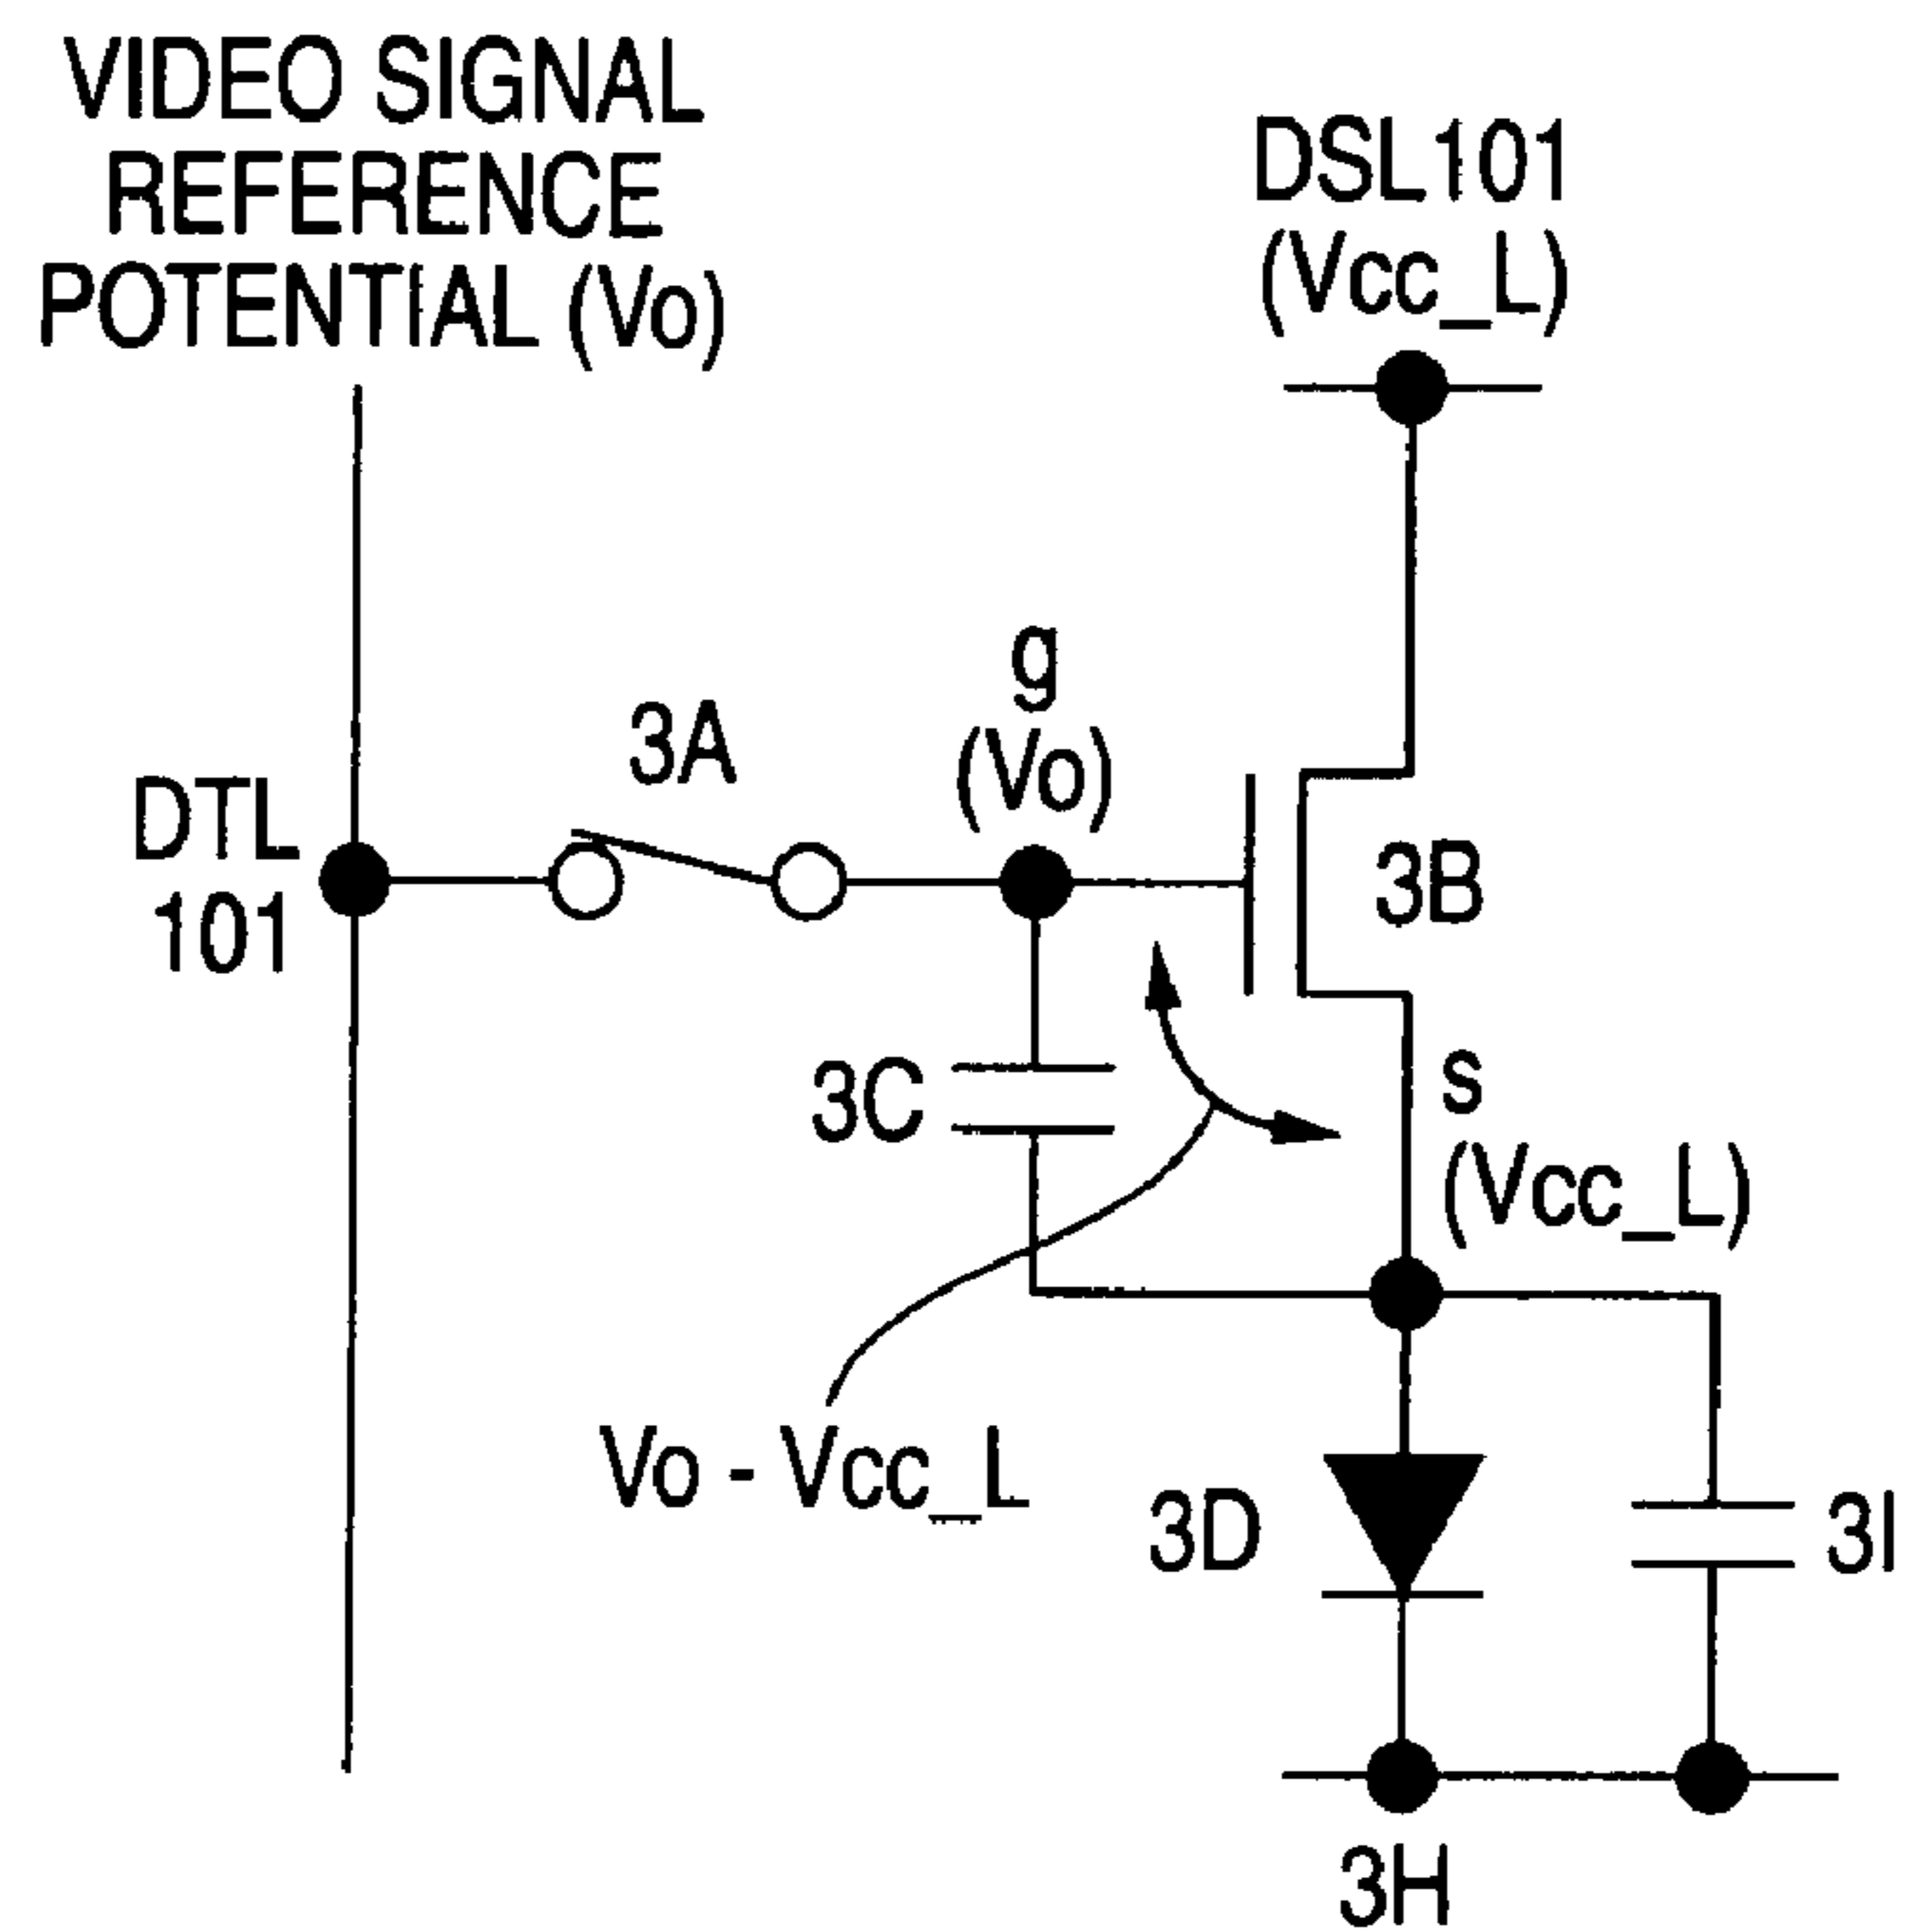 VIDEO SIGNAL
REFERENCE
POTENTIAL (Vo)
DSL101
(Vcc_L)
g
(Vo)
3A
DTL
101
3B
3C
s
(Vcc_L)
Vo - Vcc_L
3D
3I
3H